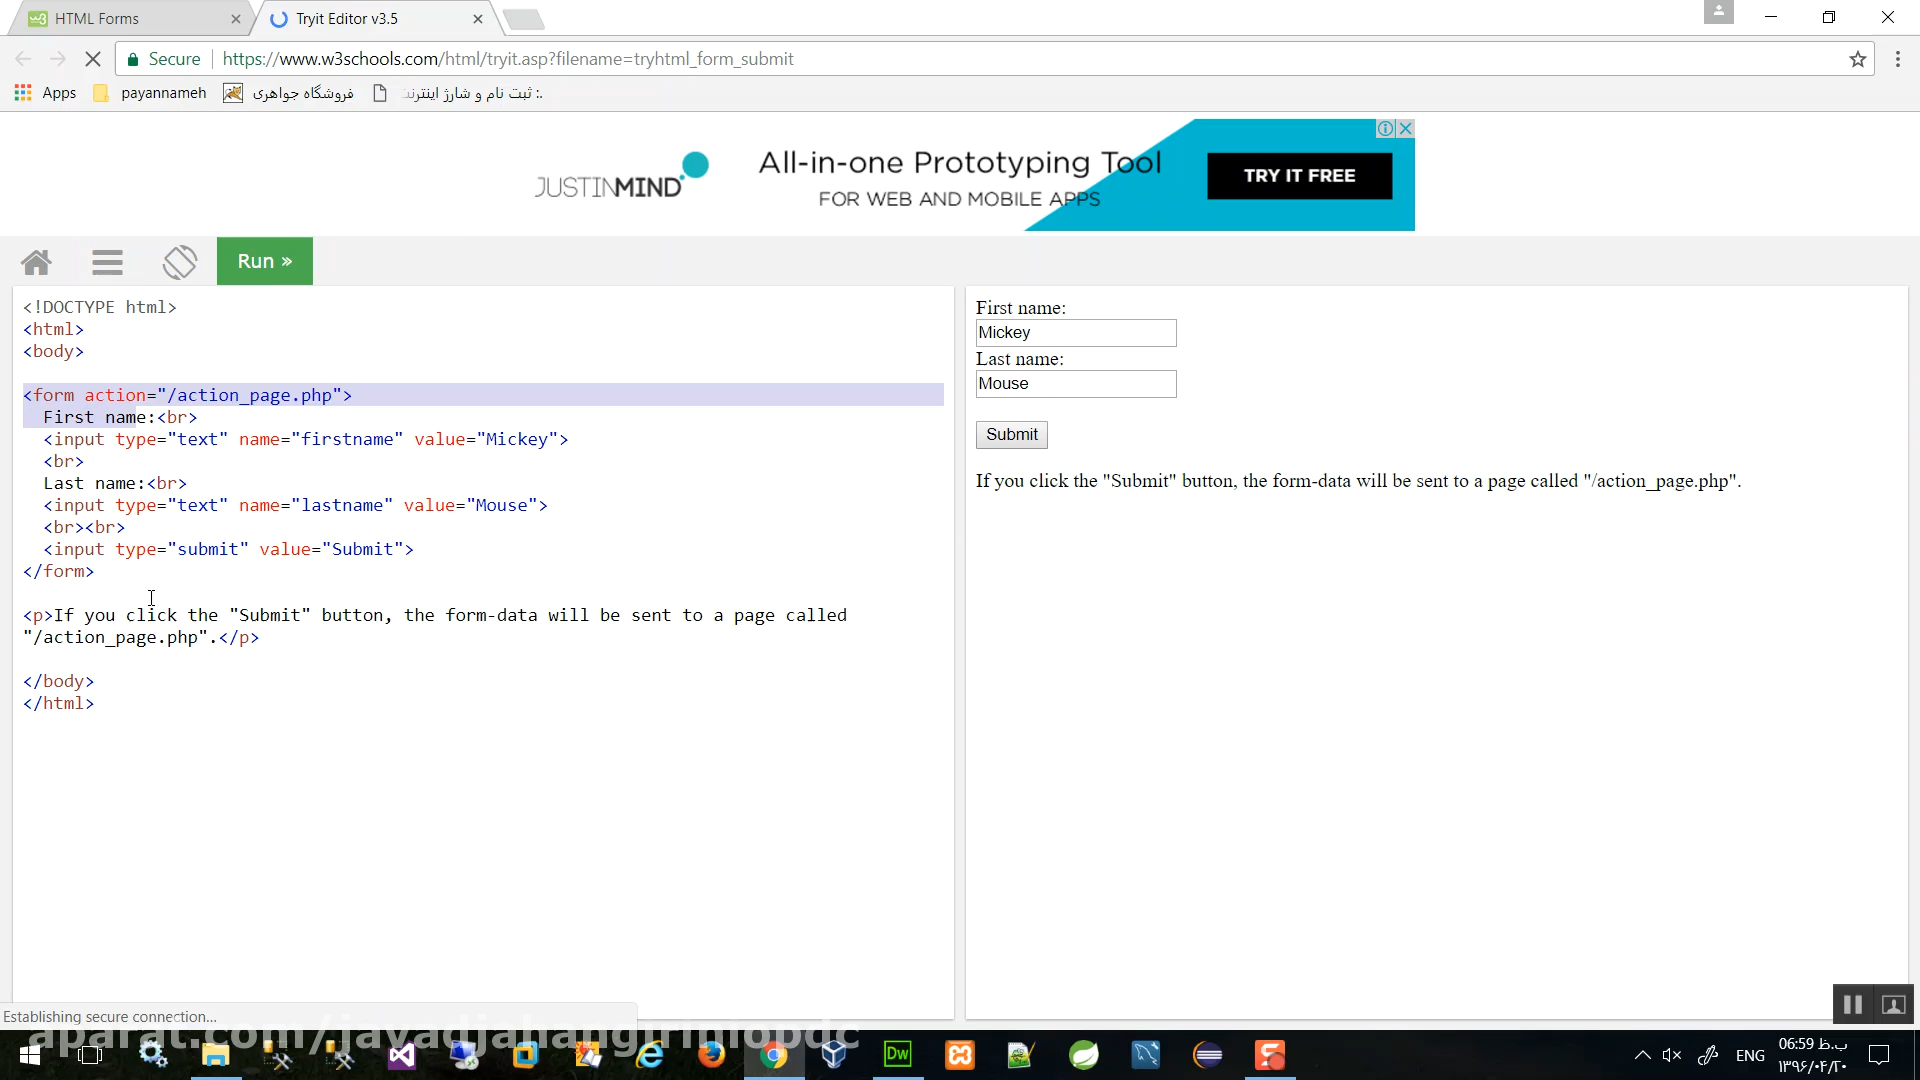 HTML Forms
Tryit Editor v3.5
Secure
https://www.w3schools.com/html/tryit.asp?filename=tryhtml_form_submit
Apps
payannameh
فروشگاه جواهری
.: ثبت نام و شارژ اینترنت
JUSTINMIND
All-in-one Prototyping Tool
FOR WEB AND MOBILE APPS
TRY IT FREE
Run »
<!DOCTYPE html>
<html>
<body>
<form action="/action_page.php">
First name:<br>
<input type="text" name="firstname" value="Mickey">
<br>
Last name:<br>
<input type="text" name="lastname" value="Mouse">
<br><br>
<input type="submit" value="Submit">
</form>
<p>If you click the "Submit" button, the form-data will be sent to a page called
"/action_page.php".</p>
</body>
</html>
First name:
Mickey
Last name:
Mouse
Submit
If you click the "Submit" button, the form-data will be sent to a page called "/action_page.php".
Establishing secure connection...
aparat.com/javadjahangiriniopdc
Dw
ENG
06:59 ب.ظ
۱۳۹۶/۰۴/۲۰